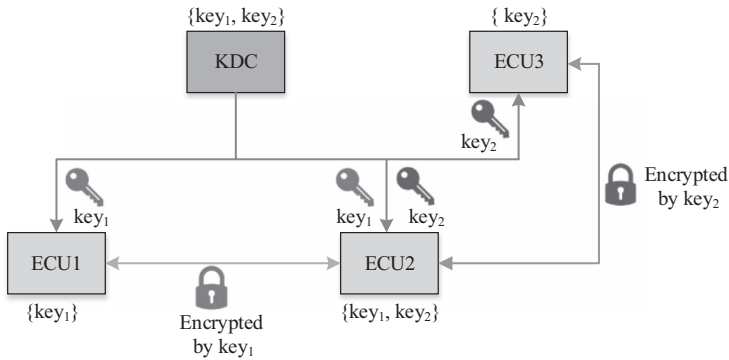 {key₁, key₂}
{ key₂}
KDC
ECU3
key₂
Encrypted
by key₂
key₁
key₁
key₂
ECU1
ECU2
{key₁}
Encrypted
by key₁
{key₁, key₂}